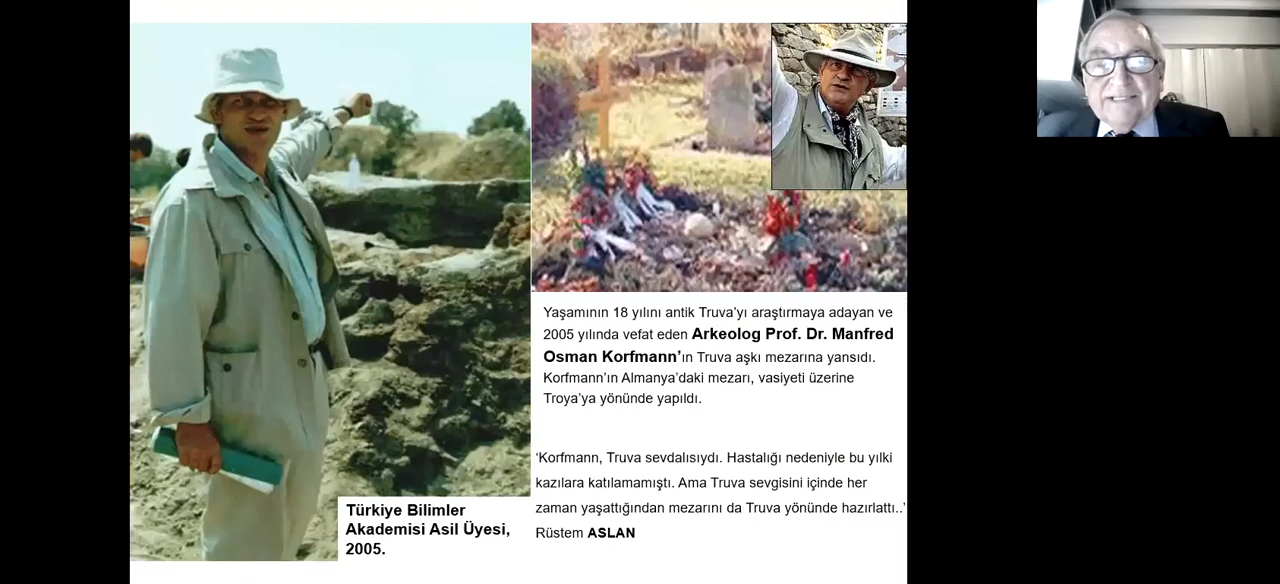 Yaşamının 18 yılını antik Truva’yı araştırmaya adayan ve
2005 yılında vefat eden Arkeolog Prof. Dr. Manfred
Osman Korfmann’ın Truva aşkı mezarına yansıdı.
Korfmann’ın Almanya’daki mezarı, vasiyeti üzerine
Troya’ya yönünde yapıldı.
‘Korfmann, Truva sevdalısıydı. Hastalığı nedeniyle bu yılki
kazılara katılamamıştı. Ama Truva sevgisini içinde her
zaman yaşattığından mezarını da Truva yönünde hazırlattı..’
Rüstem ASLAN
Türkiye Bilimler
Akademisi Asil Üyesi,
2005.